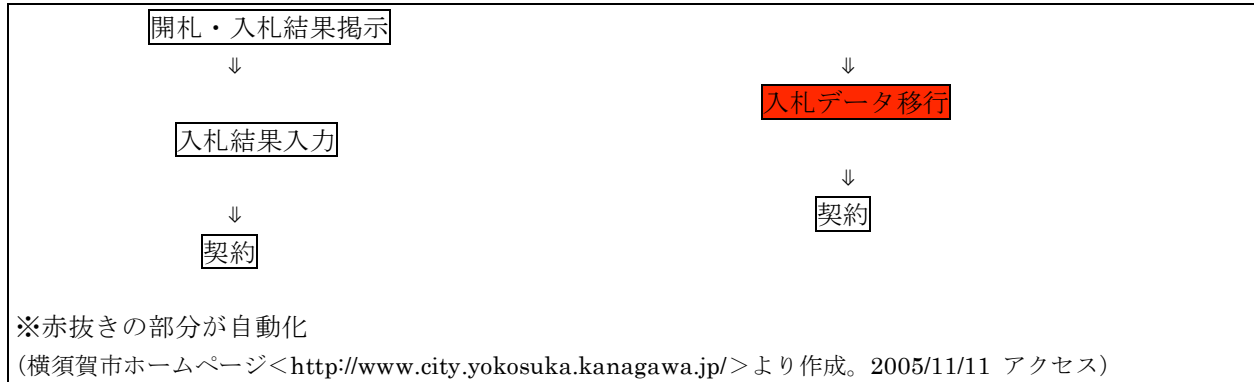 開札・入札結果掲示
⇓
⇓
入札データ移行
入札結果入力
⇓
⇓
契約
契約
※赤抜きの部分が自動化
(横須賀市ホームページ<http://www.city.yokosuka.kanagawa.jp/>より作成。2005/11/11 アクセス)